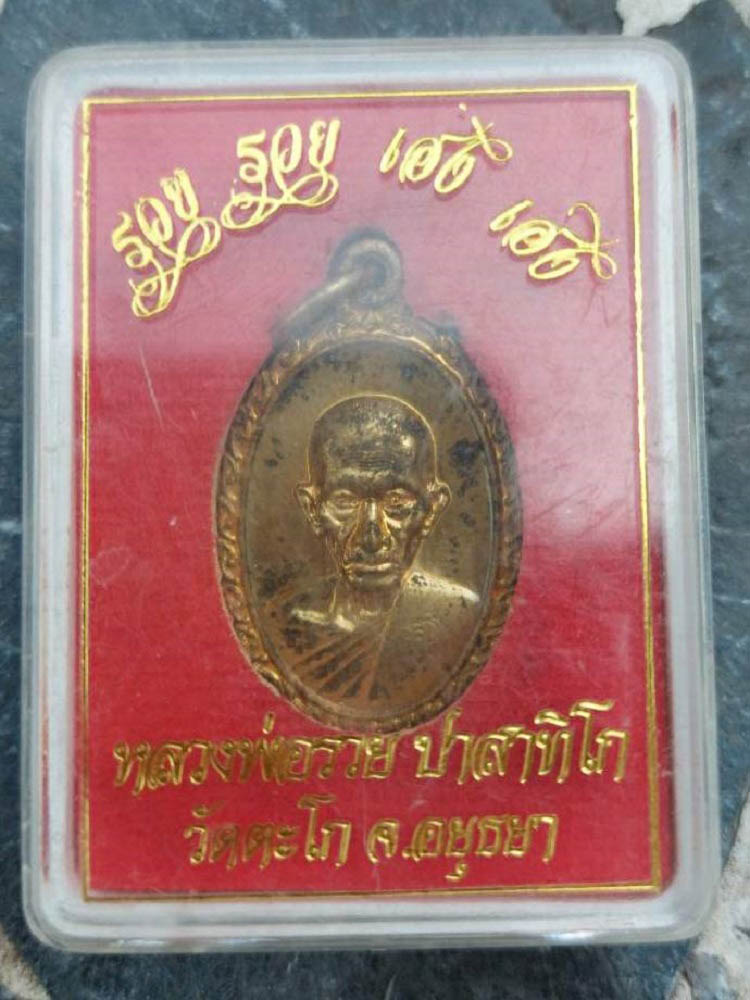 รวย รวย เฮง เฮง
หลวงพ่อรวย ปาสาทิโก
วัดตะโก จ.อยุธยา